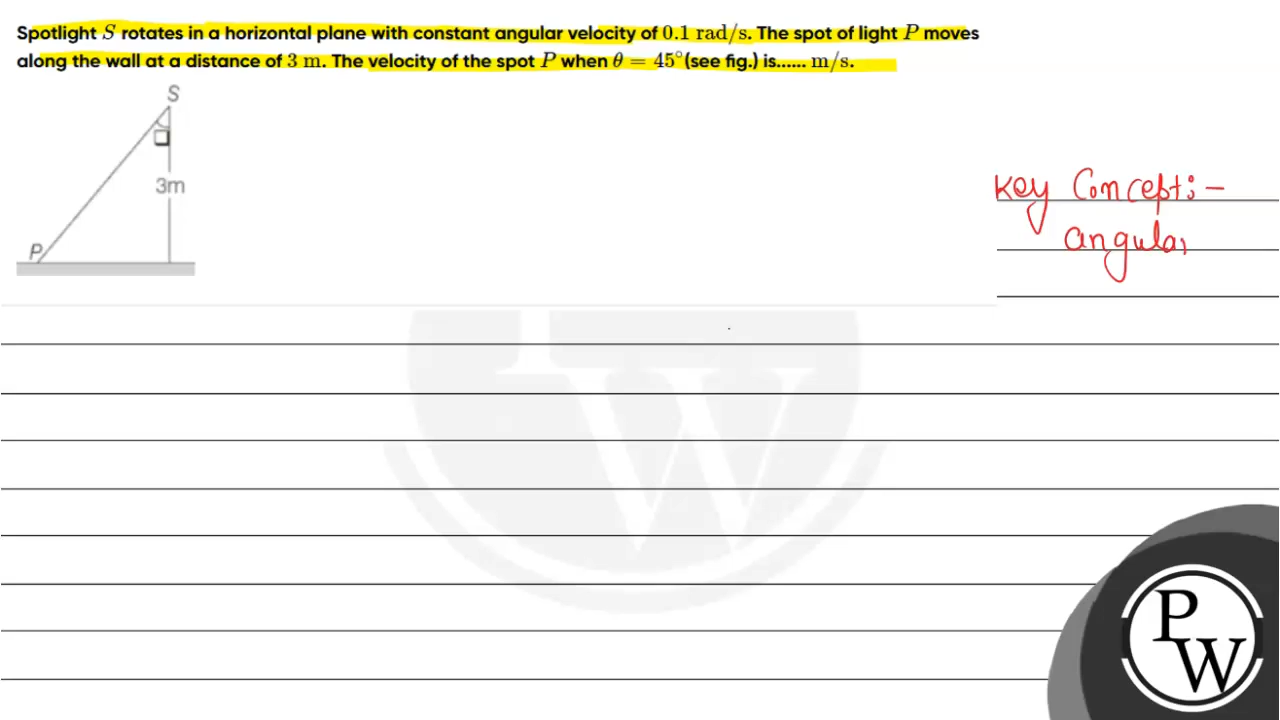 Spotlight S rotates in a horizontal plane with constant angular velocity of 0.1 rad/s. The spot of light P moves
along the wall at a distance of 3 m. The velocity of the spot P when θ = 45° (see fig.) is...... m/s.
S
3m
P
Key Concept:-
angular
P
W
PW